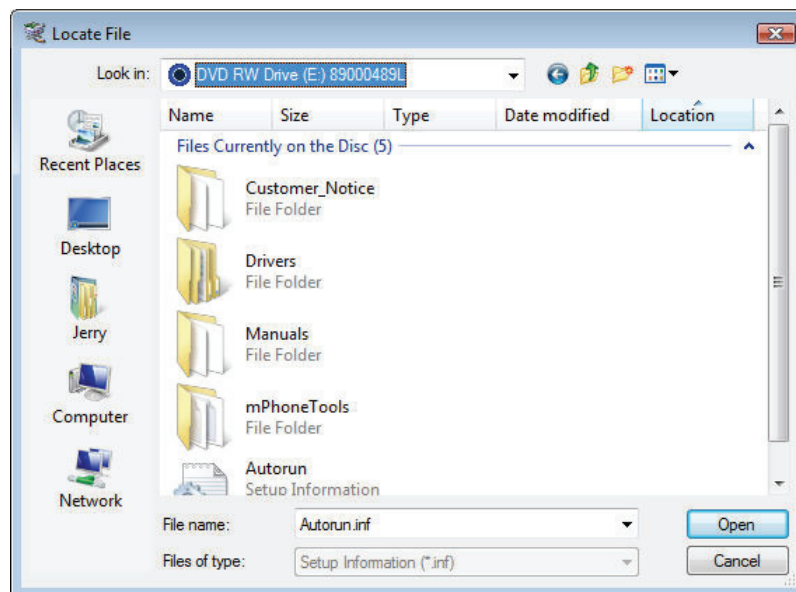 Locate File
Look in: DVD RW Drive (E:) 89000489L
Name Size Type Date modified Location
Files Currently on the Disc (5)
Recent Places
Customer_Notice
File Folder
Desktop
Drivers
File Folder
Jerry
Manuals
File Folder
Computer
mPhoneTools
File Folder
Network
Autorun
Setup Information
File name: Autorun.inf Open
Files of type: Setup Information (*.inf) Cancel